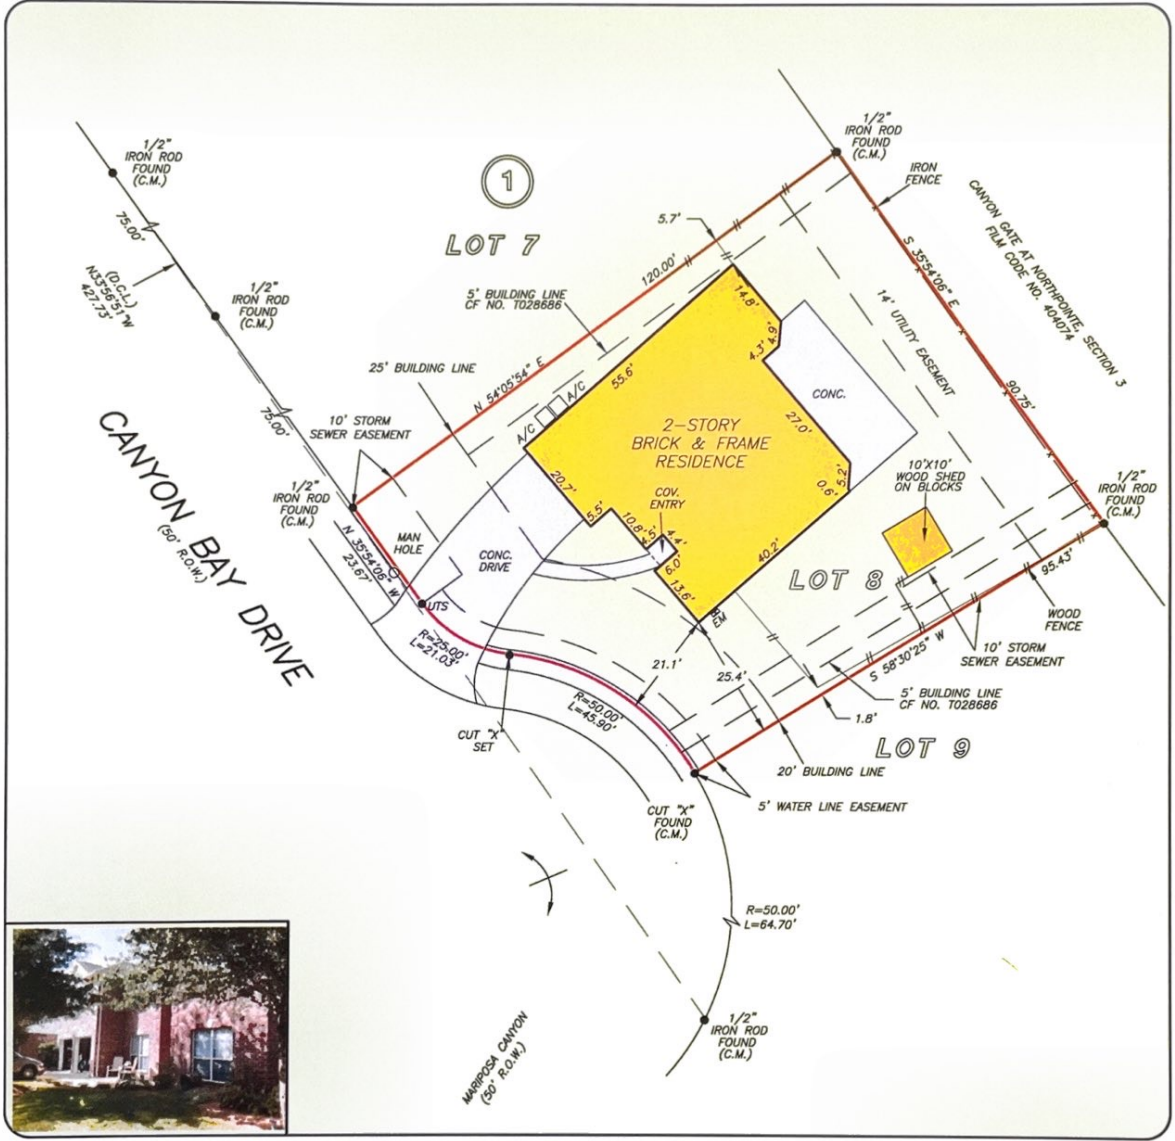 1/2"
IRON ROD
FOUND
(C.M.)
1/2"
IRON ROD
FOUND
(C.M.)
IRON
FENCE
1
LOT 7
75.00'
(D.C.L.)
N33°56'51"W
427.73'
1/2"
IRON ROD
FOUND
(C.M.)
5.7'
120.00'
5' BUILDING LINE
CF NO. T028686
CANYON GATE AT NORTHPOINTE, SECTION 3
FILM CODE NO. 404074
S 35°54'06" E
90.75'
14' UTILITY EASEMENT
14.8'
4.9'
4.3'
CONC.
25' BUILDING LINE
N 54°05'54" E
55.6'
A/C
A/C
75.00'
10' STORM
SEWER EASEMENT
2-STORY
BRICK & FRAME
RESIDENCE
27.0'
5.2'
0.6'
10'X10'
WOOD SHED
ON BLOCKS
1/2"
IRON ROD
FOUND
(C.M.)
1/2"
IRON ROD
FOUND
(C.M.)
CANYON BAY DRIVE
(50' R.O.W.)
N 35°54'06" W
23.67'
MAN
HOLE
CONC.
DRIVE
20.7'
5.5'
10.8'
COV.
ENTRY
4.5'
4.4'
6.0'
13.6'
40.2'
EM
LOT 8
95.43'
WOOD
FENCE
10' STORM
SEWER EASEMENT
S 58°30'25" W
UTS
R=25.00'
L=21.03'
21.1'
25.4'
5' BUILDING LINE
CF NO. T028686
1.8'
R=50.00'
L=45.90'
CUT "X"
SET
LOT 9
20' BUILDING LINE
5' WATER LINE EASEMENT
CUT "X"
FOUND
(C.M.)
R=50.00'
L=64.70'
1/2"
IRON ROD
FOUND
(C.M.)
MARIPOSA CANYON
(50' R.O.W.)